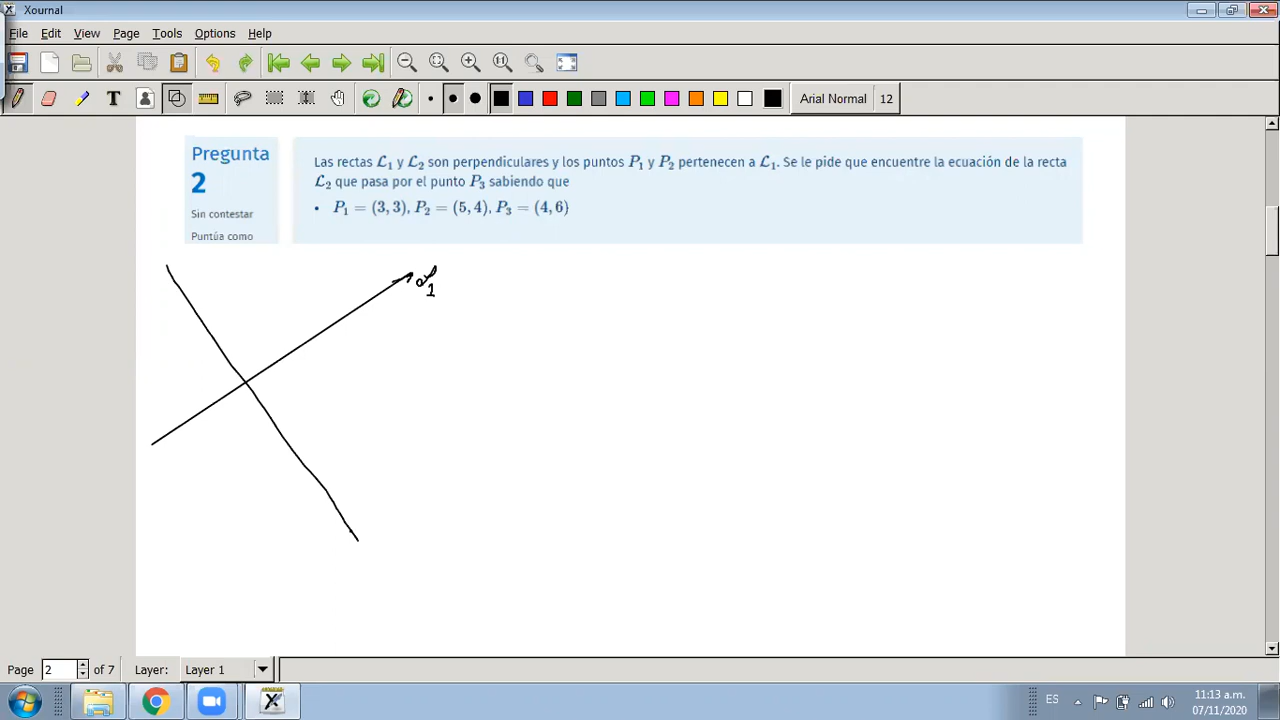 Xournal
File Edit View Page Tools Options Help
T Arial Normal 12
Pregunta
2
Sin contestar
Puntúa como
Las rectas ℒ₁ y ℒ₂ son perpendiculares y los puntos P₁ y P₂ pertenecen a ℒ₁. Se le pide que encuentre la ecuación de la recta
ℒ₂ que pasa por el punto P₃ sabiendo que
• P₁ = (3, 3), P₂ = (5, 4), P₃ = (4, 6)
ℒ₁
Page 2 of 7 Layer: Layer 1
ES 11:13 a.m.
07/11/2020